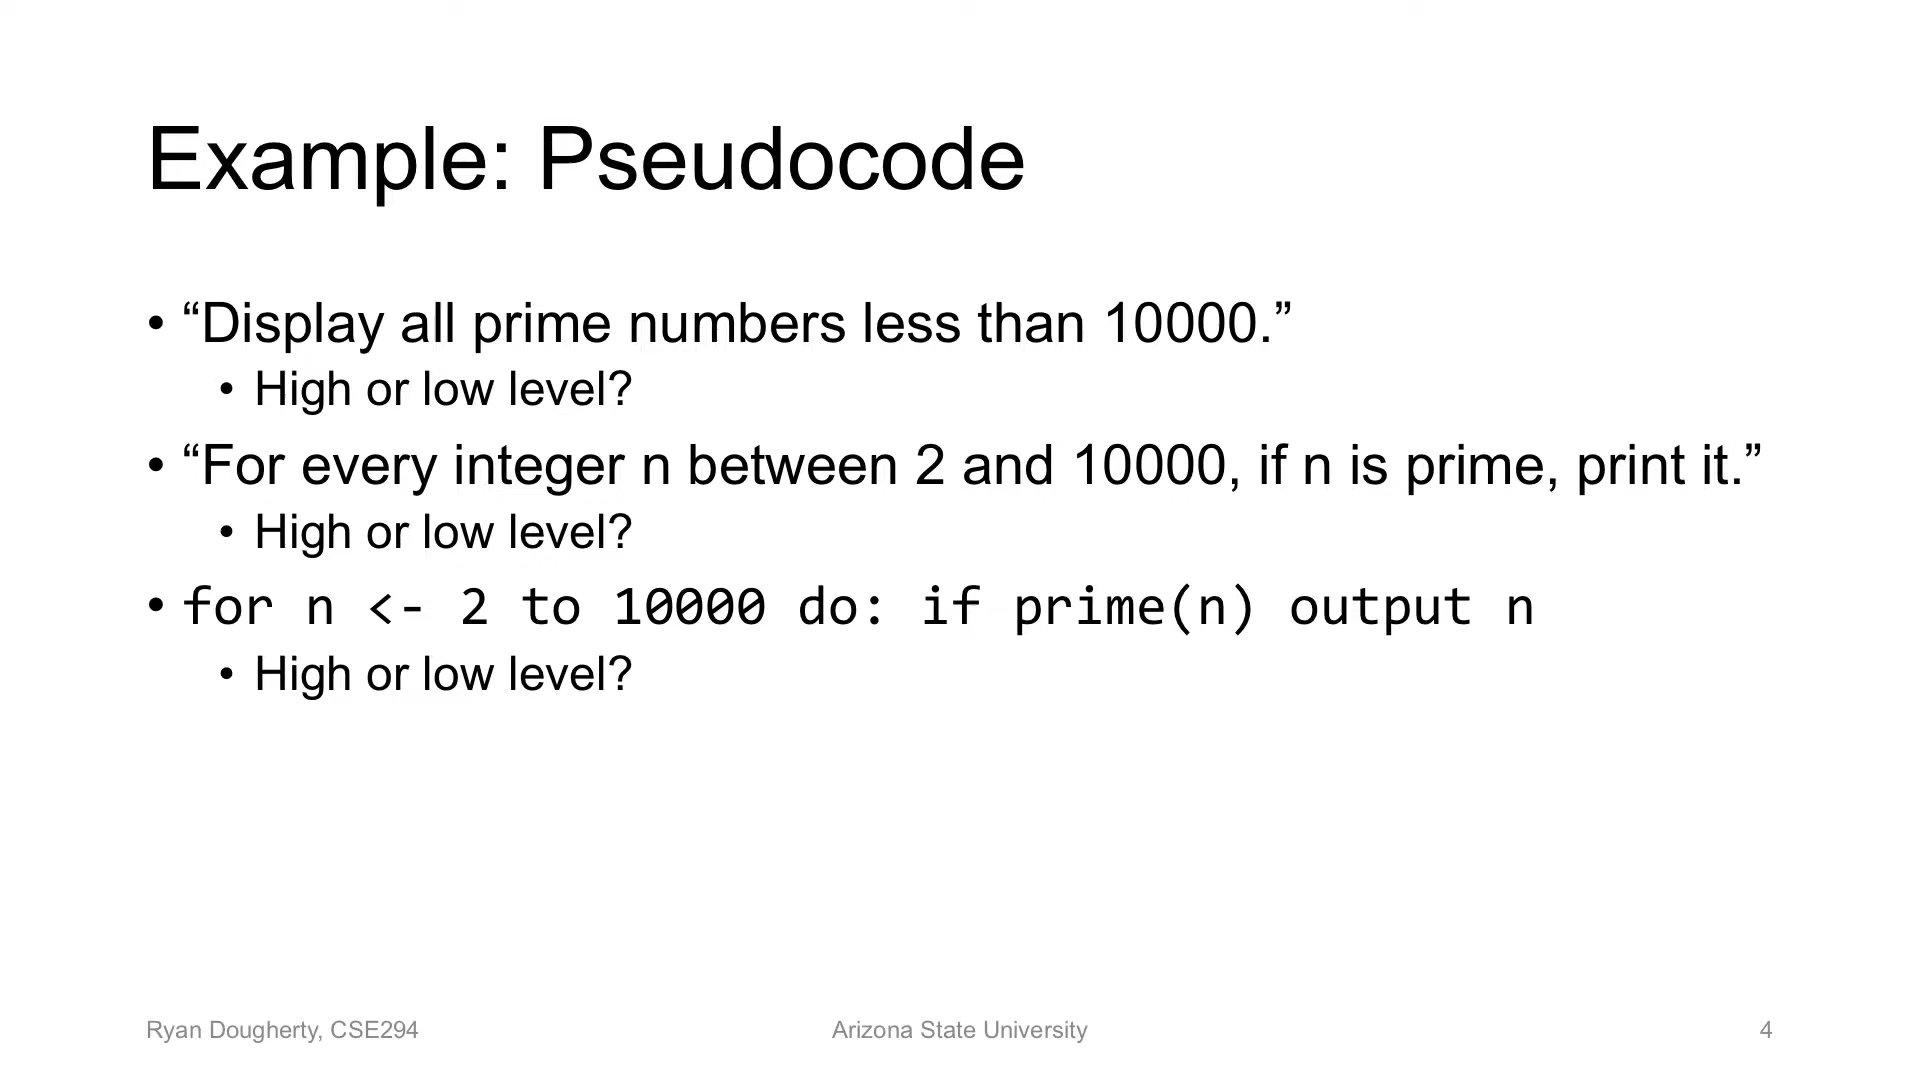 Example: Pseudocode
• “Display all prime numbers less than 10000.”
• High or low level?
• “For every integer n between 2 and 10000, if n is prime, print it.”
• High or low level?
• for n <- 2 to 10000 do: if prime(n) output n
• High or low level?
Ryan Dougherty, CSE294
Arizona State University
4